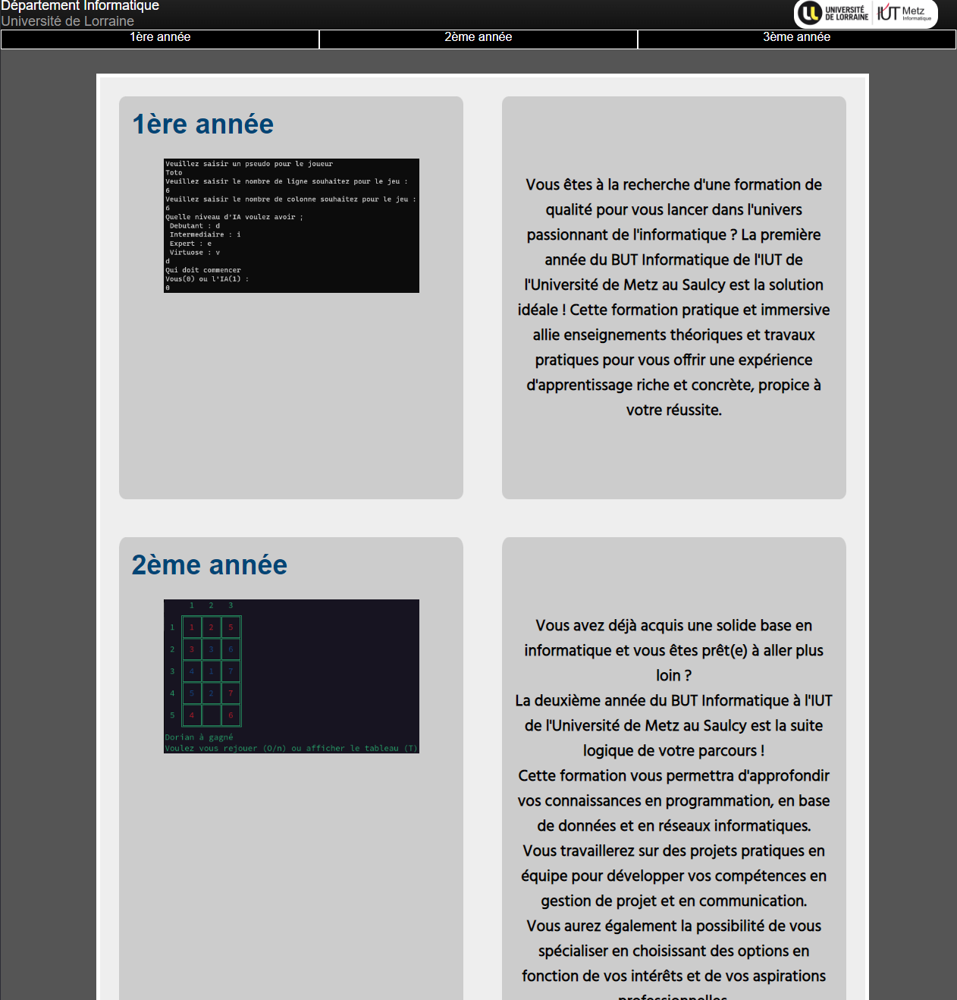 Département Informatique
Université de Lorraine
UNIVERSITÉ
DE LORRAINE
IUT Metz
Informatique
1ère année
2ème année
3ème année
1ère année
Veuillez saisir un pseudo pour le joueur
Toto
Veuillez saisir le nombre de ligne souhaitez pour le jeu :
6
Veuillez saisir le nombre de colonne souhaitez pour le jeu :
6
Quelle niveau d'IA voulez avoir ;
Debutant : d
Intermediaire : i
Expert : e
Virtuose : v
d
Qui doit commencer
Vous(0) ou l'IA(1) :
0
Vous êtes à la recherche d'une formation de
qualité pour vous lancer dans l'univers
passionnant de l'informatique ? La première
année du BUT Informatique de l'IUT de
l'Université de Metz au Saulcy est la solution
idéale ! Cette formation pratique et immersive
allie enseignements théoriques et travaux
pratiques pour vous offrir une expérience
d'apprentissage riche et concrète, propice à
votre réussite.
2ème année
1 2 3
1 1 2 5
2 3 3 6
3 4 1 7
4 5 2 7
5 4 6
Dorian à gagné
Voulez vous rejouer (O/n) ou afficher le tableau (T)
Vous avez déjà acquis une solide base en
informatique et vous êtes prêt(e) à aller plus
loin ?
La deuxième année du BUT Informatique à l'IUT
de l'Université de Metz au Saulcy est la suite
logique de votre parcours !
Cette formation vous permettra d'approfondir
vos connaissances en programmation, en base
de données et en réseaux informatiques.
Vous travaillerez sur des projets pratiques en
équipe pour développer vos compétences en
gestion de projet et en communication.
Vous aurez également la possibilité de vous
spécialiser en choisissant des options en
fonction de vos intérêts et de vos aspirations
professionnelles.